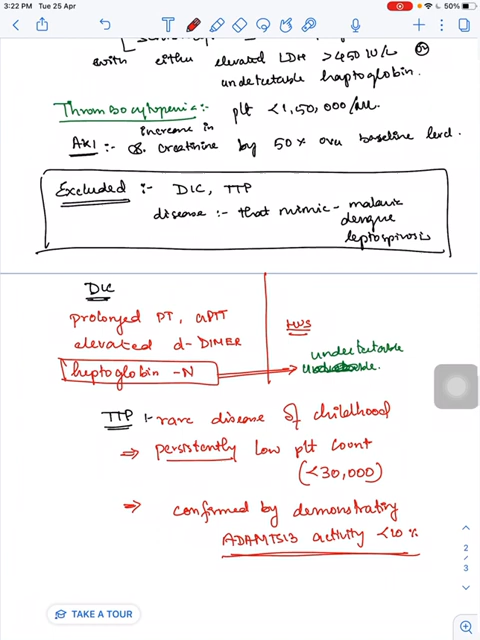 3:22 PM Tue 25 Apr
50%
T
with either elevated LDH >450 IU/L
undetectable haptoglobin.
Thrombocytopenia :- plt <1,50,000/μL
increase in
AKI :- S. creatinine by 50% over baseline level.
Excluded :- DIC, TTP
disease :- that mimic - malaria
dengue
leptospirosis
DIC
prolonged PT, aPTT
elevated d-DIMER
heptoglobin -N
HUS
undetectable
TTP :- rare disease of childhood
⇒ persistently low plt count
(<30,000)
⇒ confirmed by demonstrating
ADAMTS13 activity <10%
2
/
3
TAKE A TOUR